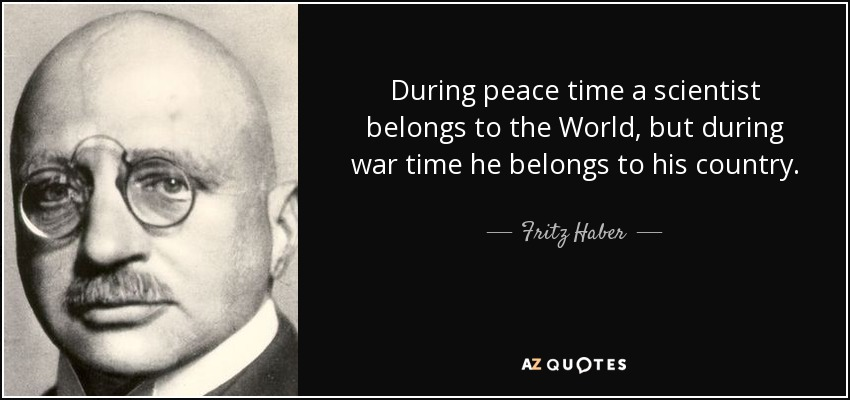 During peace time a scientist
belongs to the World, but during
war time he belongs to his country.
Fritz Haber
AZ QUOTES